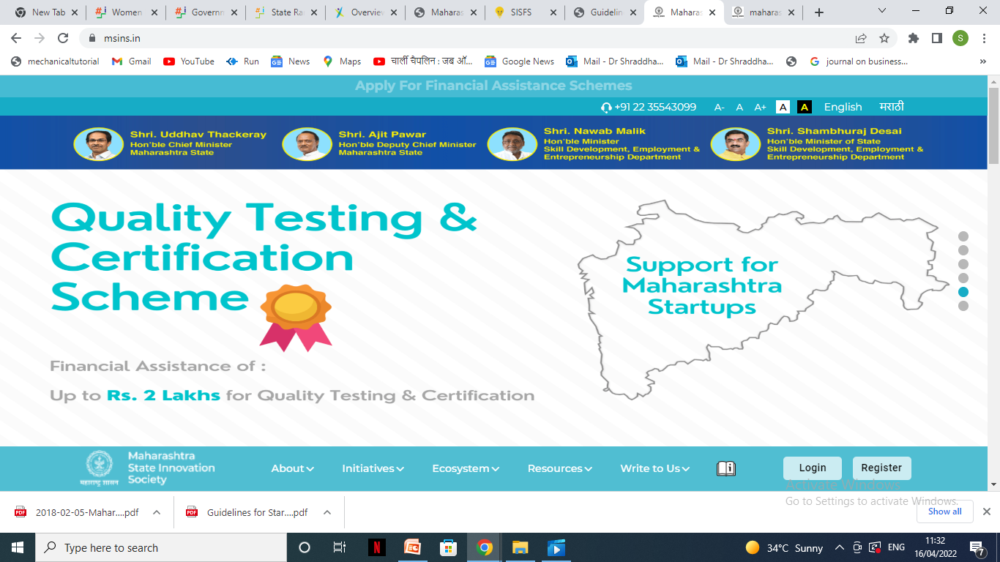 New Tab
Women
Governm
State Ra
Overvie
Maharas
SISFS
Guidelin
Maharas
maharas
S
msins.in
mechanicaltutorial
Gmail
YouTube
Run
News
Maps
चार्ली चैपलिन : जब ऑ...
Google News
Mail - Dr Shraddha...
Mail - Dr Shraddha...
journal on business...
Apply For Financial Assistance Schemes
+91 22 35543099 A- A A+ A A English मराठी
Shri. Uddhav Thackeray
Hon'ble Chief Minister
Maharashtra State
Shri. Ajit Pawar
Hon'ble Deputy Chief Minister
Maharashtra State
Shri. Nawab Malik
Hon'ble Minister
Skill Development, Employment &
Entrepreneurship Department
Shri. Shambhuraj Desai
Hon'ble Minister of State
Skill Development, Employment &
Entrepreneurship Department
Quality Testing &
Certification
Scheme
Financial Assistance of :
Up to Rs. 2 Lakhs for Quality Testing & Certification
Support for
Maharashtra
Startups
महाराष्ट्र शासन
Maharashtra
State Innovation
Society
About
Initiatives
Ecosystem
Resources
Write to Us
Login
Register
Activate Windows
Go to Settings to activate Windows.
PDF 2018-02-05-Mahar....pdf
PDF Guidelines for Star....pdf
Show all
Type here to search
N
34°C Sunny
ENG
11:32
16/04/2022
7